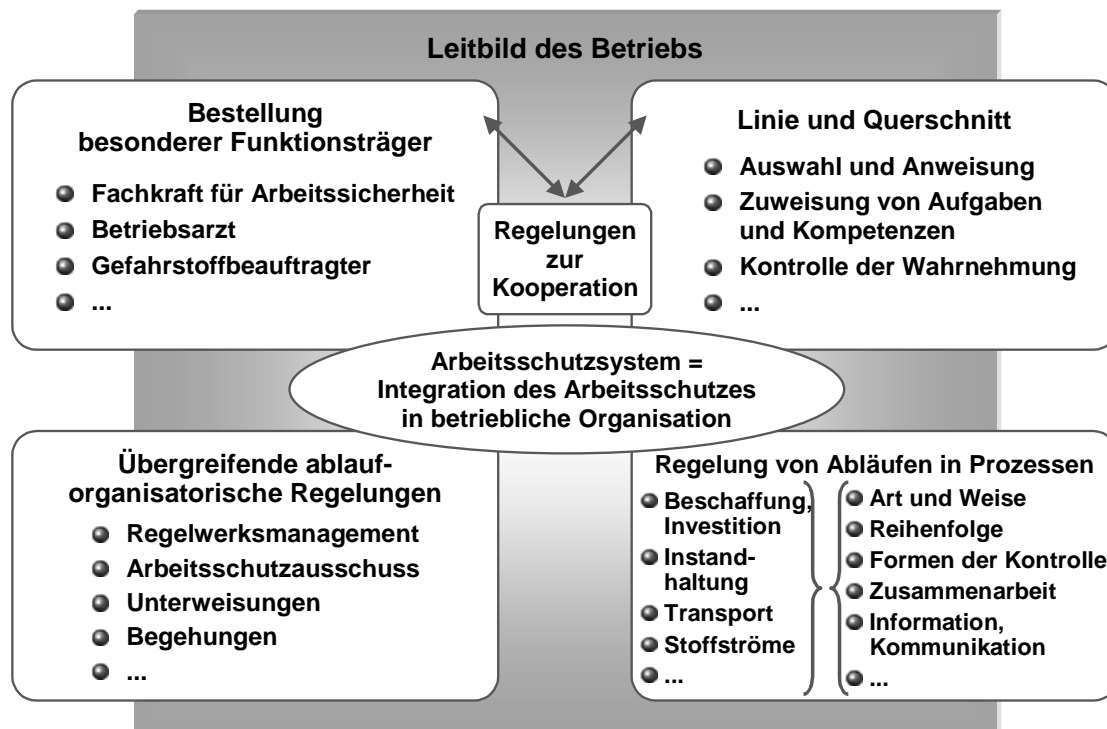 Leitbild des Betriebs
Bestellung
besonderer Funktionsträger
Fachkraft für Arbeitssicherheit
Betriebsarzt
Gefahrstoffbeauftragter
...
Regelungen
zur
Kooperation
Linie und Querschnitt
Auswahl und Anweisung
Zuweisung von Aufgaben
und Kompetenzen
Kontrolle der Wahrnehmung
...
Arbeitsschutzsystem =
Integration des Arbeitsschutzes
in betriebliche Organisation
Übergreifende ablauf-
organisatorische Regelungen
Regelwerksmanagement
Arbeitsschutzausschuss
Unterweisungen
Begehungen
...
Regelung von Abläufen in Prozessen
Beschaffung,
Investition
Instand-
haltung
Transport
Stoffströme
...
Art und Weise
Reihenfolge
Formen der Kontrolle
Zusammenarbeit
Information,
Kommunikation
...